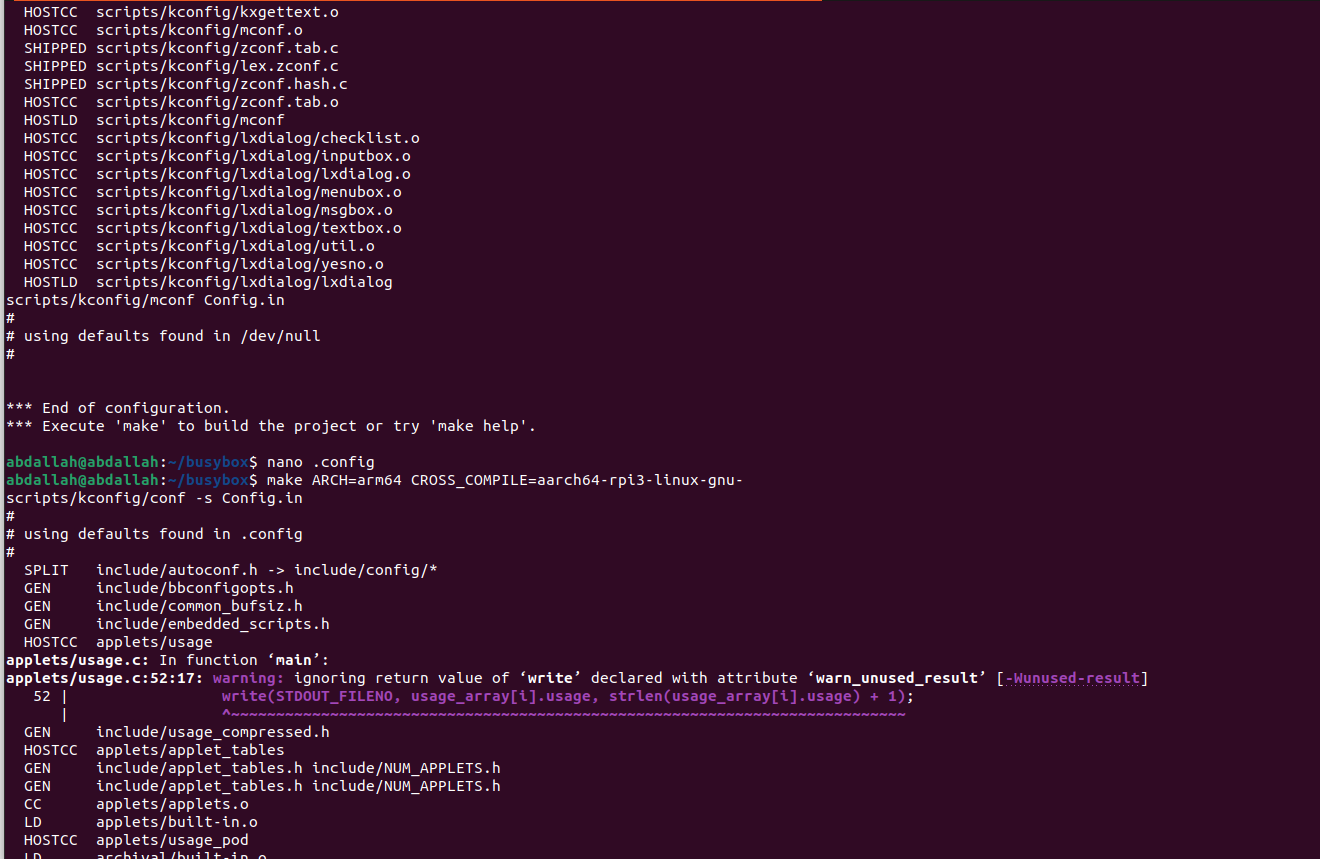 HOSTCC  scripts/kconfig/kxgettext.o
HOSTCC  scripts/kconfig/mconf.o
SHIPPED scripts/kconfig/zconf.tab.c
SHIPPED scripts/kconfig/lex.zconf.c
SHIPPED scripts/kconfig/zconf.hash.c
HOSTCC  scripts/kconfig/zconf.tab.o
HOSTLD  scripts/kconfig/mconf
HOSTCC  scripts/kconfig/lxdialog/checklist.o
HOSTCC  scripts/kconfig/lxdialog/inputbox.o
HOSTCC  scripts/kconfig/lxdialog/lxdialog.o
HOSTCC  scripts/kconfig/lxdialog/menubox.o
HOSTCC  scripts/kconfig/lxdialog/msgbox.o
HOSTCC  scripts/kconfig/lxdialog/textbox.o
HOSTCC  scripts/kconfig/lxdialog/util.o
HOSTCC  scripts/kconfig/lxdialog/yesno.o
HOSTLD  scripts/kconfig/lxdialog/lxdialog
scripts/kconfig/mconf Config.in
#
# using defaults found in /dev/null
#
*** End of configuration.
*** Execute 'make' to build the project or try 'make help'.
abdallah@abdallah:~/busybox$ nano .config
abdallah@abdallah:~/busybox$ make ARCH=arm64 CROSS_COMPILE=aarch64-rpi3-linux-gnu-
scripts/kconfig/conf -s Config.in
#
# using defaults found in .config
#
SPLIT   include/autoconf.h -> include/config/*
GEN     include/bbconfigopts.h
GEN     include/common_bufsiz.h
GEN     include/embedded_scripts.h
HOSTCC  applets/usage
applets/usage.c: In function ‘main’:
applets/usage.c:52:17: warning: ignoring return value of ‘write’ declared with attribute ‘warn_unused_result’ [-Wunused-result]
52 |                 write(STDOUT_FILENO, usage_array[i].usage, strlen(usage_array[i].usage) + 1);
|                 ^~~~~~~~~~~~~~~~~~~~~~~~~~~~~~~~~~~~~~~~~~~~~~~~~~~~~~~~~~~~~~~~~~~~~~~~~~~~
GEN     include/usage_compressed.h
HOSTCC  applets/applet_tables
GEN     include/applet_tables.h include/NUM_APPLETS.h
GEN     include/applet_tables.h include/NUM_APPLETS.h
CC      applets/applets.o
LD      applets/built-in.o
HOSTCC  applets/usage_pod
LD      archival/built-in.o